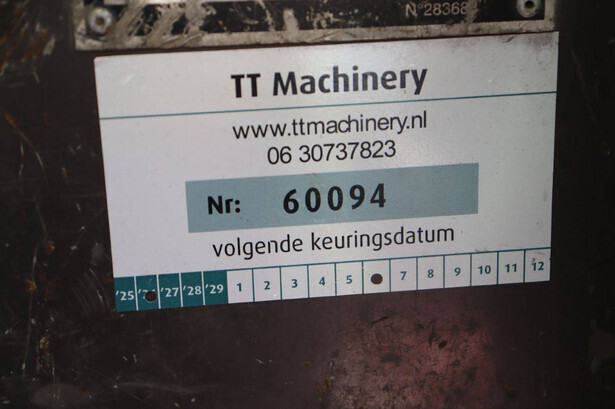 N°28368
TT Machinery
www.ttmachinery.nl
06 30737823
Nr: 60094
volgende keuringsdatum
'25 '27 '28 '29 1 2 3 4 5 7 8 9 10 11 12